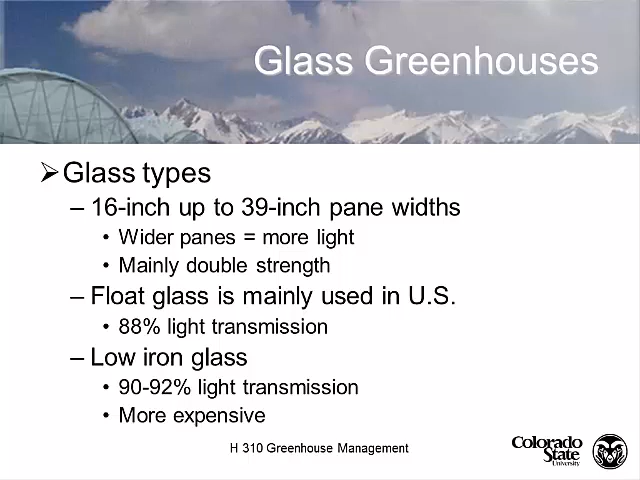 Glass Greenhouses
➢Glass types
– 16-inch up to 39-inch pane widths
• Wider panes = more light
• Mainly double strength
– Float glass is mainly used in U.S.
• 88% light transmission
– Low iron glass
• 90-92% light transmission
• More expensive
H 310 Greenhouse Management
Colorado
State
University